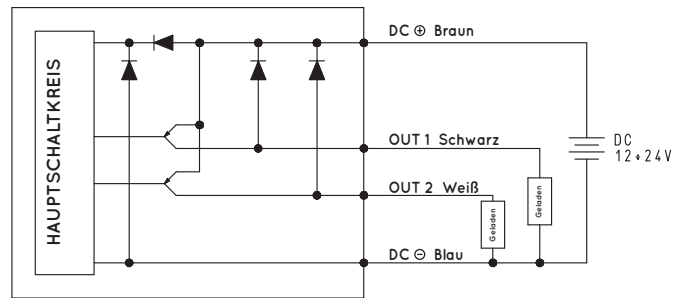 HAUPTSCHALTKREIS
DC ⊕ Braun
OUT 1 Schwarz
OUT 2 Weiß
DC ⊖ Blau
Geladen
Geladen
DC
12÷24V